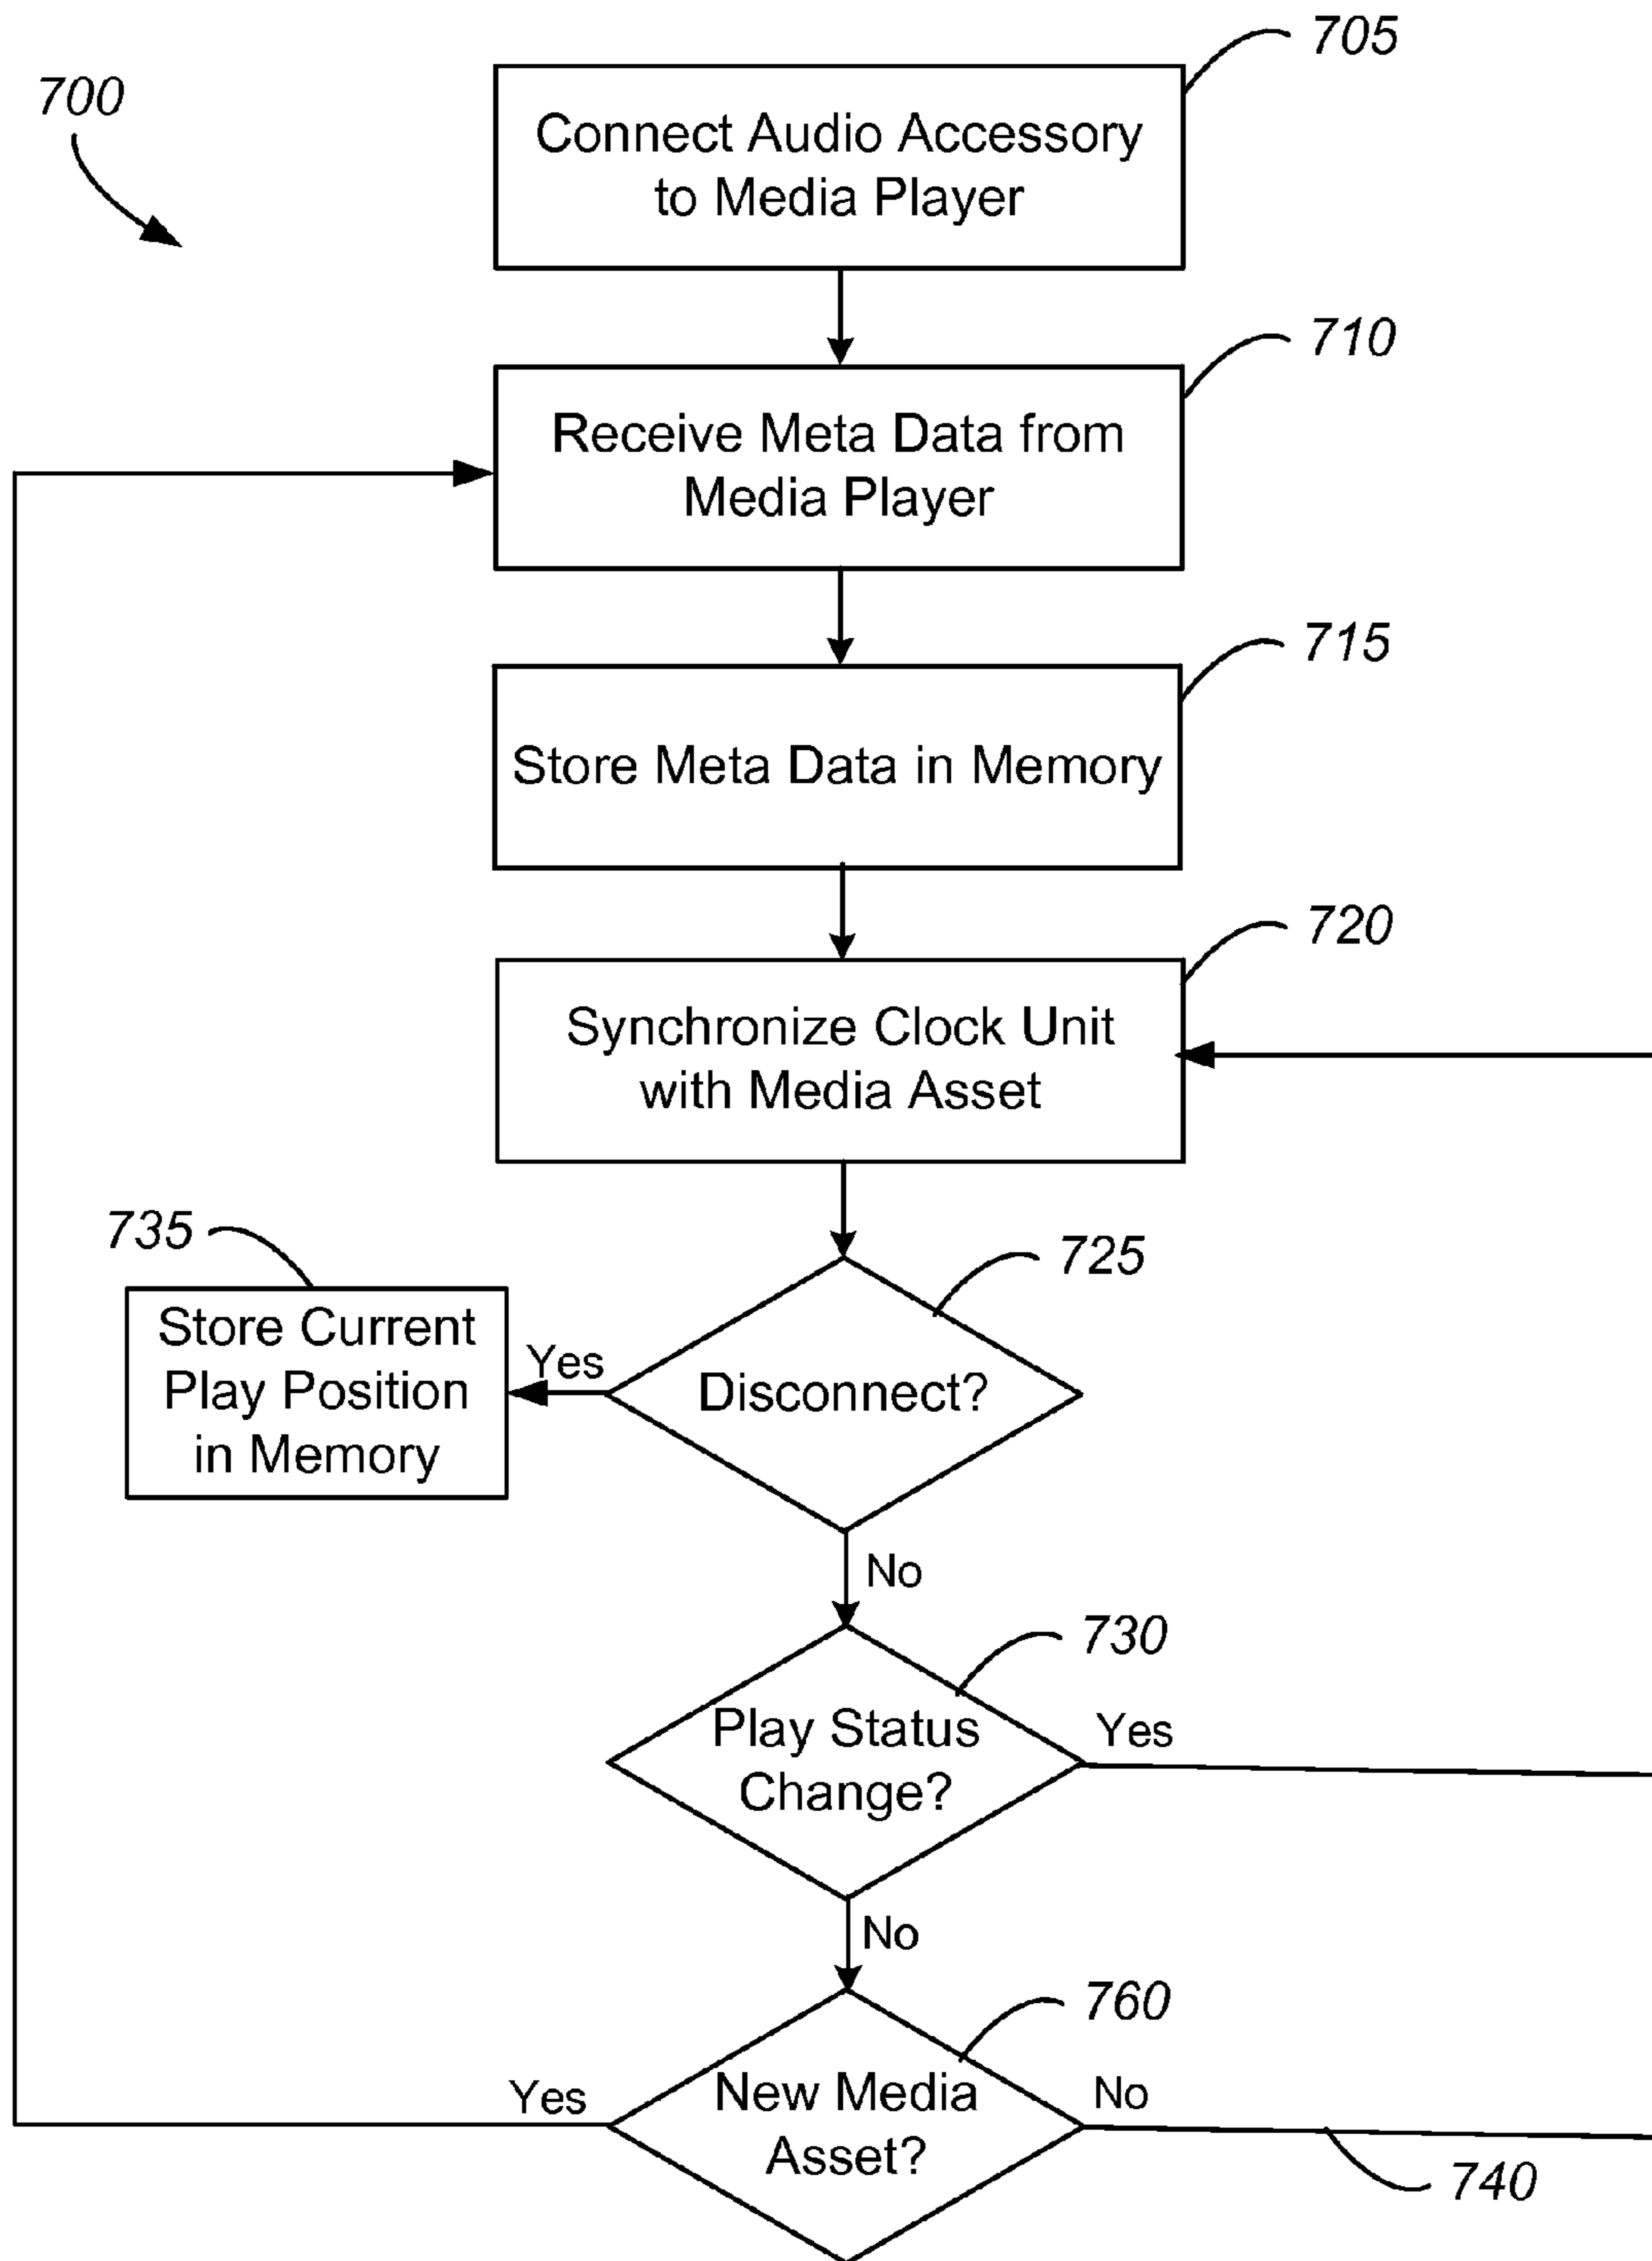 705
700
Connect Audio Accessory
to Media Player
710
Receive Meta Data from
Media Player
715
Store Meta Data in Memory
720
Synchronize Clock Unit
with Media Asset
735
725
Store Current
Play Position
in Memory
Yes
Disconnect?
No
730
Play Status
Change?
Yes
No
760
Yes
New Media
Asset?
No
740